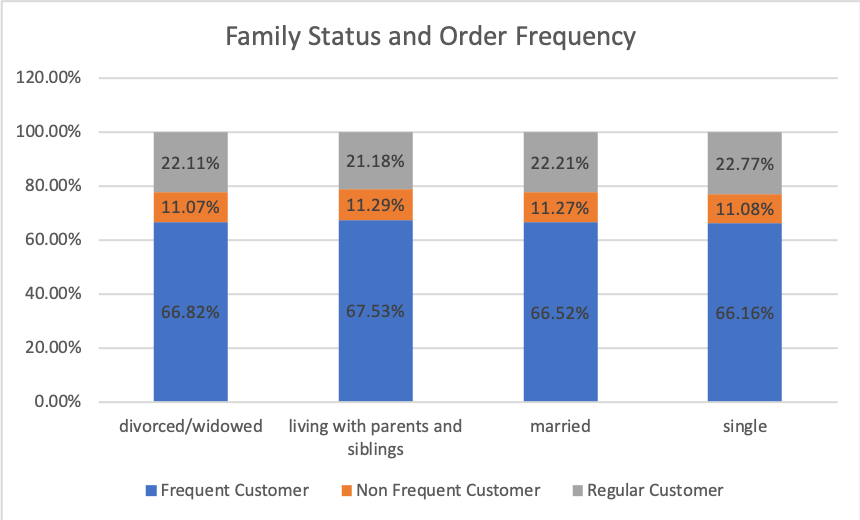 Family Status and Order Frequency
120.00%
100.00%
80.00%
60.00%
40.00%
20.00%
0.00%
22.11%
21.18%
22.21%
22.77%
11.07%
11.29%
11.27%
11.08%
66.82%
67.53%
66.52%
66.16%
divorced/widowed
living with parents and
siblings
married
single
Frequent Customer
Non Frequent Customer
Regular Customer